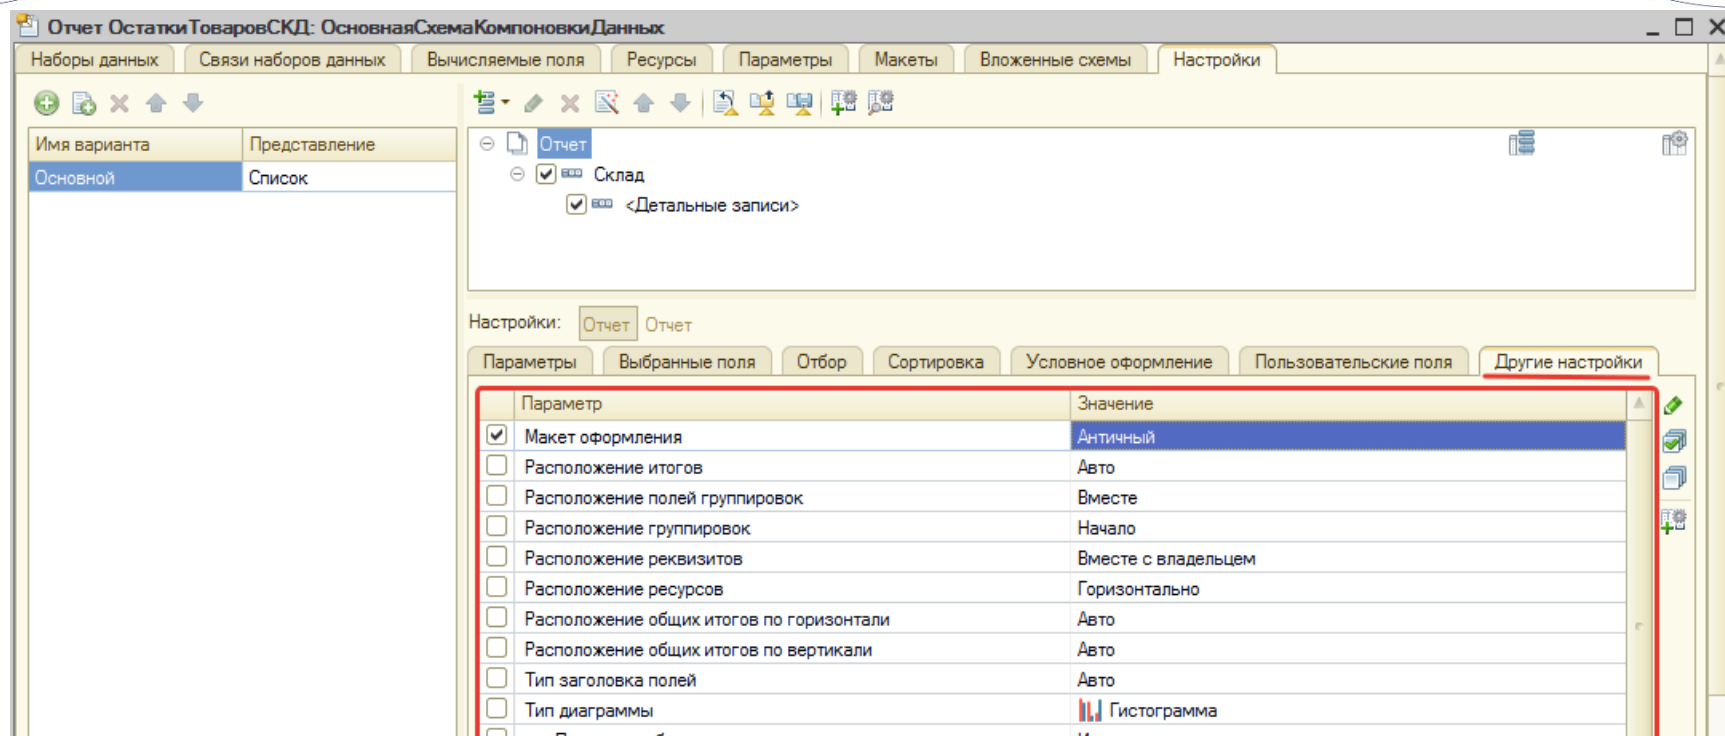 Отчет ОстаткиТоваровСКД: ОсновнаяСхемаКомпоновкиДанных
Наборы данных Связи наборов данных Вычисляемые поля Ресурсы Параметры Макеты Вложенные схемы Настройки
Имя варианта Представление
Основной Список
Отчет
Склад
<Детальные записи>
Настройки: Отчет Отчет
Параметры Выбранные поля Отбор Сортировка Условное оформление Пользовательские поля Другие настройки
Параметр Значение
Макет оформления Античный
Расположение итогов Авто
Расположение полей группировок Вместе
Расположение группировок Начало
Расположение реквизитов Вместе с владельцем
Расположение ресурсов Горизонтально
Расположение общих итогов по горизонтали Авто
Расположение общих итогов по вертикали Авто
Тип заголовка полей Авто
Тип диаграммы Гистограмма